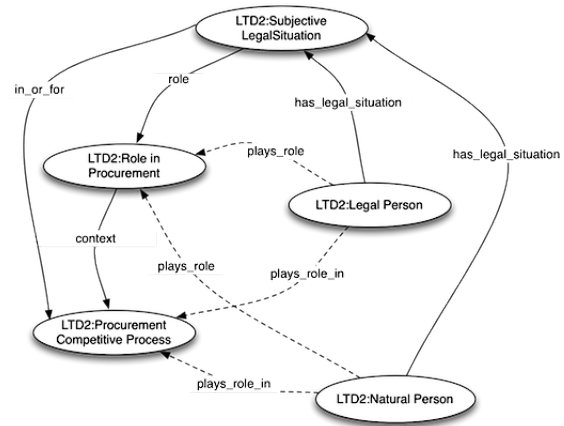 LTD2:Subjective
LegalSituation
in_or_for
role
has_legal_situation
plays_role
has_legal_situation
LTD2:Role in
Procurement
LTD2:Legal Person
context
plays_role
plays_role_in
LTD2:Procurement
Competitive Process
plays_role_in
LTD2:Natural Person